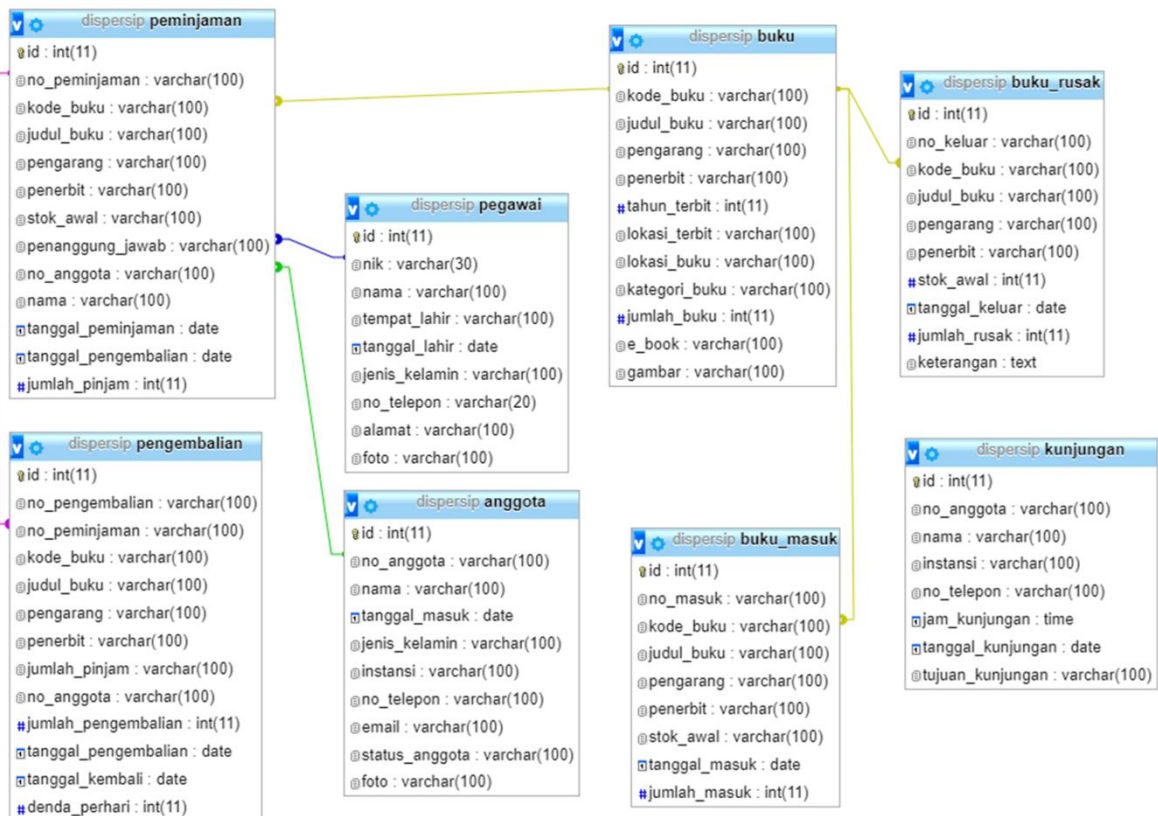 dispersip peminjaman
id : int(11)
no_peminjaman : varchar(100)
kode_buku : varchar(100)
judul_buku : varchar(100)
pengarang : varchar(100)
penerbit : varchar(100)
stok_awal : varchar(100)
penanggung_jawab : varchar(100)
no_anggota : varchar(100)
nama : varchar(100)
tanggal_peminjaman : date
tanggal_pengembalian : date
#jumlah_pinjam : int(11)
dispersip pengembalian
id : int(11)
no_pengembalian : varchar(100)
no_peminjaman : varchar(100)
kode_buku : varchar(100)
judul_buku : varchar(100)
pengarang : varchar(100)
penerbit : varchar(100)
jumlah_pinjam : varchar(100)
no_anggota : varchar(100)
#jumlah_pengembalian : int(11)
tanggal_pengembalian : date
tanggal_kembali : date
#denda_perhari : int(11)
dispersip pegawai
id : int(11)
nik : varchar(30)
nama : varchar(100)
tempat_lahir : varchar(100)
tanggal_lahir : date
jenis_kelamin : varchar(100)
no_telepon : varchar(20)
alamat : varchar(100)
foto : varchar(100)
dispersip anggota
id : int(11)
no_anggota : varchar(100)
nama : varchar(100)
tanggal_masuk : date
jenis_kelamin : varchar(100)
instansi : varchar(100)
no_telepon : varchar(100)
email : varchar(100)
status_anggota : varchar(100)
foto : varchar(100)
dispersip buku
id : int(11)
kode_buku : varchar(100)
judul_buku : varchar(100)
pengarang : varchar(100)
penerbit : varchar(100)
#tahun_terbit : int(11)
lokasi_terbit : varchar(100)
lokasi_buku : varchar(100)
kategori_buku : varchar(100)
#jumlah_buku : int(11)
e_book : varchar(100)
gambar : varchar(100)
dispersip buku_masuk
id : int(11)
no_masuk : varchar(100)
kode_buku : varchar(100)
judul_buku : varchar(100)
pengarang : varchar(100)
penerbit : varchar(100)
stok_awal : varchar(100)
tanggal_masuk : date
#jumlah_masuk : int(11)
dispersip buku_rusak
id : int(11)
no_keluar : varchar(100)
kode_buku : varchar(100)
judul_buku : varchar(100)
pengarang : varchar(100)
penerbit : varchar(100)
#stok_awal : int(11)
tanggal_keluar : date
#jumlah_rusak : int(11)
keterangan : text
dispersip kunjungan
id : int(11)
no_anggota : varchar(100)
nama : varchar(100)
instansi : varchar(100)
no_telepon : varchar(100)
jam_kunjungan : time
tanggal_kunjungan : date
tujuan_kunjungan : varchar(100)